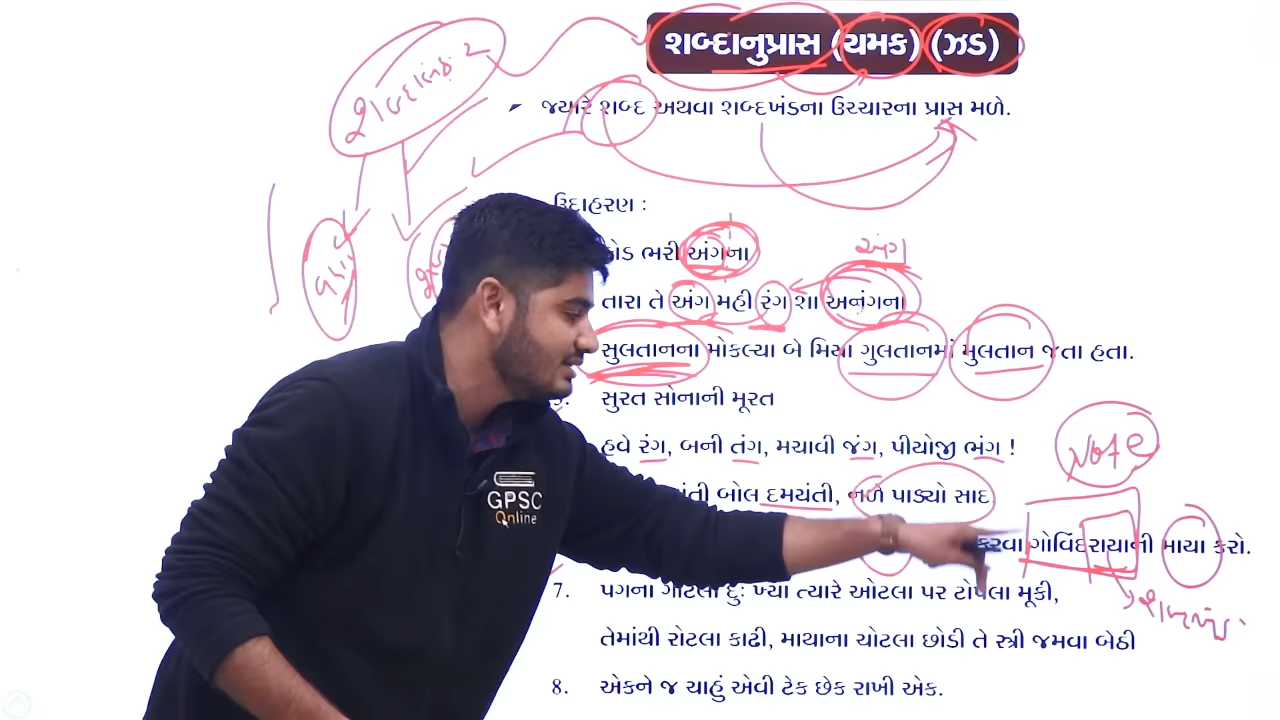 શબ્દાનુપ્રાસ (યમક) (ઝડ)
જ્યારે શબ્દ અથવા શબ્દખંડના ઉચ્ચારના પ્રાસ મળે.
ઉદાહરણ :
ભરી અંગના
અંગ
તારા તે અંગ મહી રંગ શા અનંગના
સુલતાનના મોકલ્યા બે મિયા ગુલતાનમાં મુલતાન જતા હતા.
સુરત સોનાની મૂરત
હવે રંગ, બની તંગ, મચાવી જંગ, પીયોજી ભંગ !
Note
બોલ દમયંતી, નળે પાડ્યો સાદ
ગોવિંદરાયાની માયા કરો.
7. પગના ગોટલા દુઃ ખ્યા ત્યારે ઓટલા પર ટોપલા મૂકી,
તેમાંથી રોટલા કાઢી, માથાના ચોટલા છોડી તે સ્ત્રી જમવા બેઠી
8. એકને જ ચાહું એવી ટેક છેક રાખી એક.
GPSC
Online